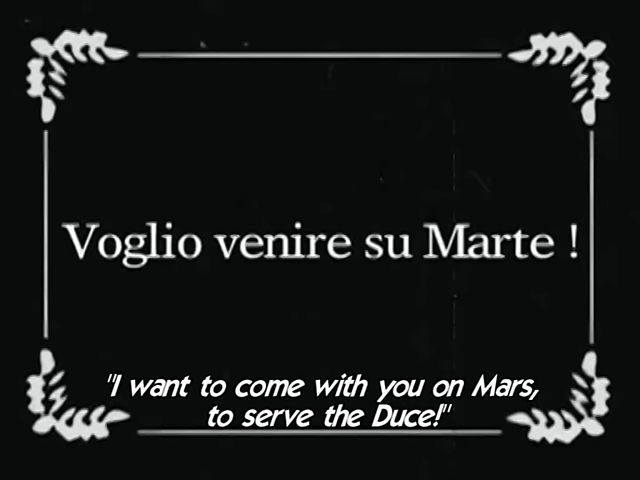 Voglio venire su Marte !
"I want to come with you on Mars,
to serve the Duce!"